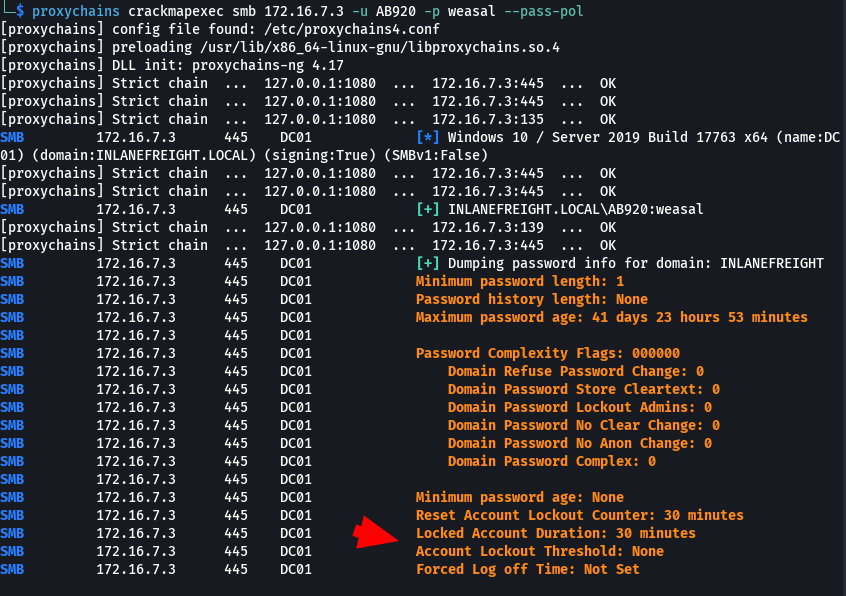 └─$ proxychains crackmapexec smb 172.16.7.3 -u AB920 -p weasal --pass-pol
[proxychains] config file found: /etc/proxychains4.conf
[proxychains] preloading /usr/lib/x86_64-linux-gnu/libproxychains.so.4
[proxychains] DLL init: proxychains-ng 4.17
[proxychains] Strict chain  ...  127.0.0.1:1080  ...  172.16.7.3:445  ...  OK
[proxychains] Strict chain  ...  127.0.0.1:1080  ...  172.16.7.3:445  ...  OK
[proxychains] Strict chain  ...  127.0.0.1:1080  ...  172.16.7.3:135  ...  OK
SMB         172.16.7.3      445    DC01             [*] Windows 10 / Server 2019 Build 17763 x64 (name:DC
01) (domain:INLANEFREIGHT.LOCAL) (signing:True) (SMBv1:False)
[proxychains] Strict chain  ...  127.0.0.1:1080  ...  172.16.7.3:445  ...  OK
[proxychains] Strict chain  ...  127.0.0.1:1080  ...  172.16.7.3:445  ...  OK
SMB         172.16.7.3      445    DC01             [+] INLANEFREIGHT.LOCAL\AB920:weasal
[proxychains] Strict chain  ...  127.0.0.1:1080  ...  172.16.7.3:139  ...  OK
[proxychains] Strict chain  ...  127.0.0.1:1080  ...  172.16.7.3:445  ...  OK
SMB         172.16.7.3      445    DC01             [+] Dumping password info for domain: INLANEFREIGHT
SMB         172.16.7.3      445    DC01             Minimum password length: 1
SMB         172.16.7.3      445    DC01             Password history length: None
SMB         172.16.7.3      445    DC01             Maximum password age: 41 days 23 hours 53 minutes
SMB         172.16.7.3      445    DC01
SMB         172.16.7.3      445    DC01             Password Complexity Flags: 000000
SMB         172.16.7.3      445    DC01                 Domain Refuse Password Change: 0
SMB         172.16.7.3      445    DC01                 Domain Password Store Cleartext: 0
SMB         172.16.7.3      445    DC01                 Domain Password Lockout Admins: 0
SMB         172.16.7.3      445    DC01                 Domain Password No Clear Change: 0
SMB         172.16.7.3      445    DC01                 Domain Password No Anon Change: 0
SMB         172.16.7.3      445    DC01                 Domain Password Complex: 0
SMB         172.16.7.3      445    DC01
SMB         172.16.7.3      445    DC01             Minimum password age: None
SMB         172.16.7.3      445    DC01             Reset Account Lockout Counter: 30 minutes
SMB         172.16.7.3      445    DC01             Locked Account Duration: 30 minutes
SMB         172.16.7.3      445    DC01             Account Lockout Threshold: None
SMB         172.16.7.3      445    DC01             Forced Log off Time: Not Set